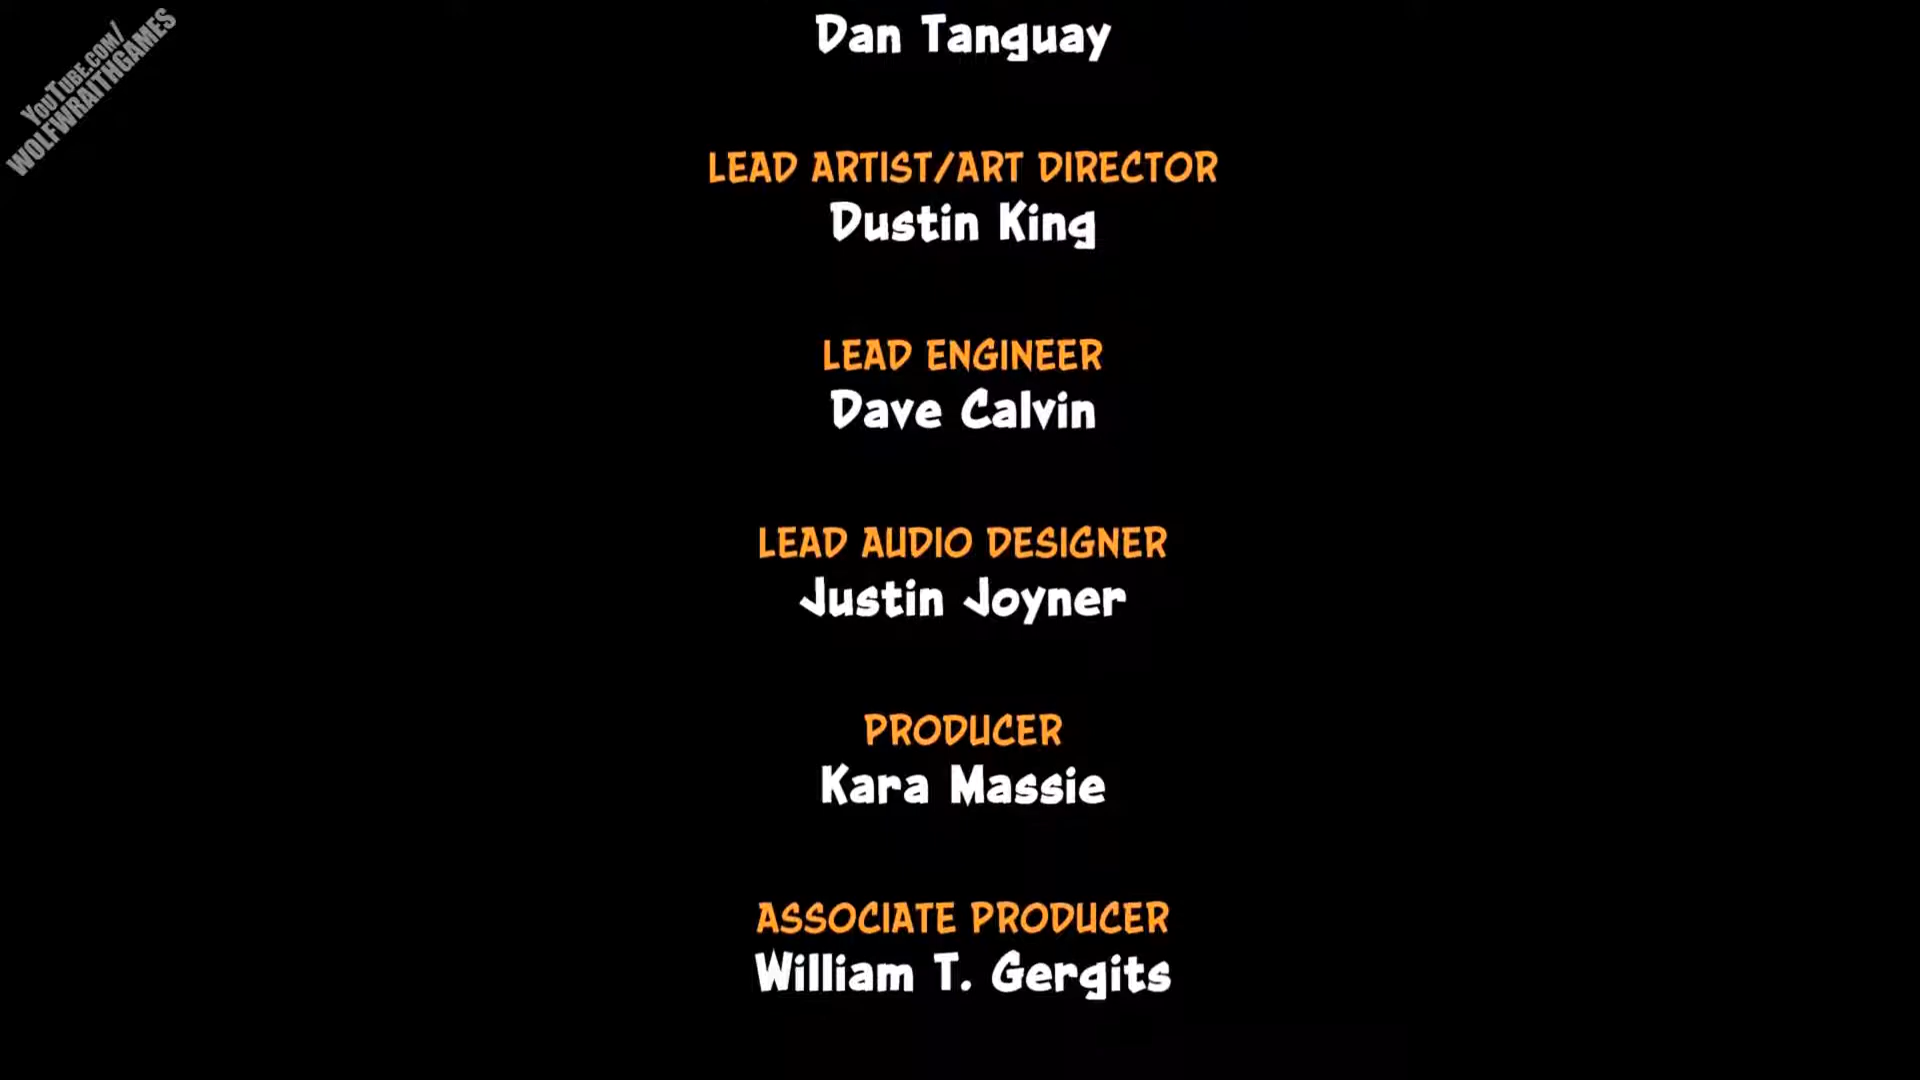 YouTube.com/
WOLFWRAITHGAMES
Dan Tanguay
LEAD ARTIST/ART DIRECTOR
Dustin King
LEAD ENGINEER
Dave Calvin
LEAD AUDIO DESIGNER
Justin Joyner
PRODUCER
Kara Massie
ASSOCIATE PRODUCER
William T. Gergits